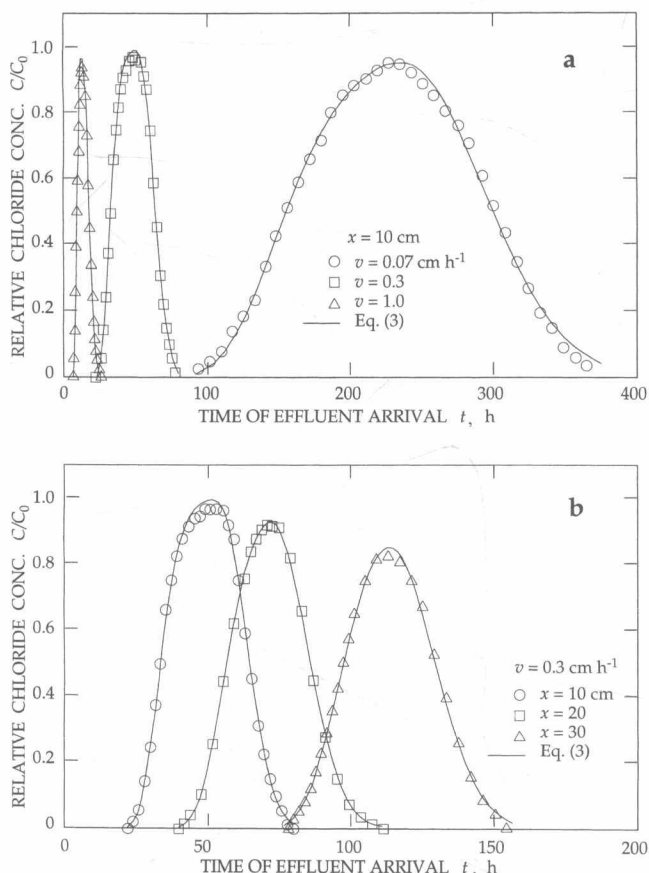 RELATIVE CHLORIDE CONC. C/C₀
1.0
0.8
0.6
0.4
0.2
0
a
x = 10 cm
○ v = 0.07 cm h⁻¹
□ v = 0.3
△ v = 1.0
— Eq. (3)
0 100 200 300 400
TIME OF EFFLUENT ARRIVAL t, h
RELATIVE CHLORIDE CONC. C/C₀
1.0
0.8
0.6
0.4
0.2
0
b
v = 0.3 cm h⁻¹
○ x = 10 cm
□ x = 20
△ x = 30
— Eq. (3)
0 50 100 150 200
TIME OF EFFLUENT ARRIVAL t, h